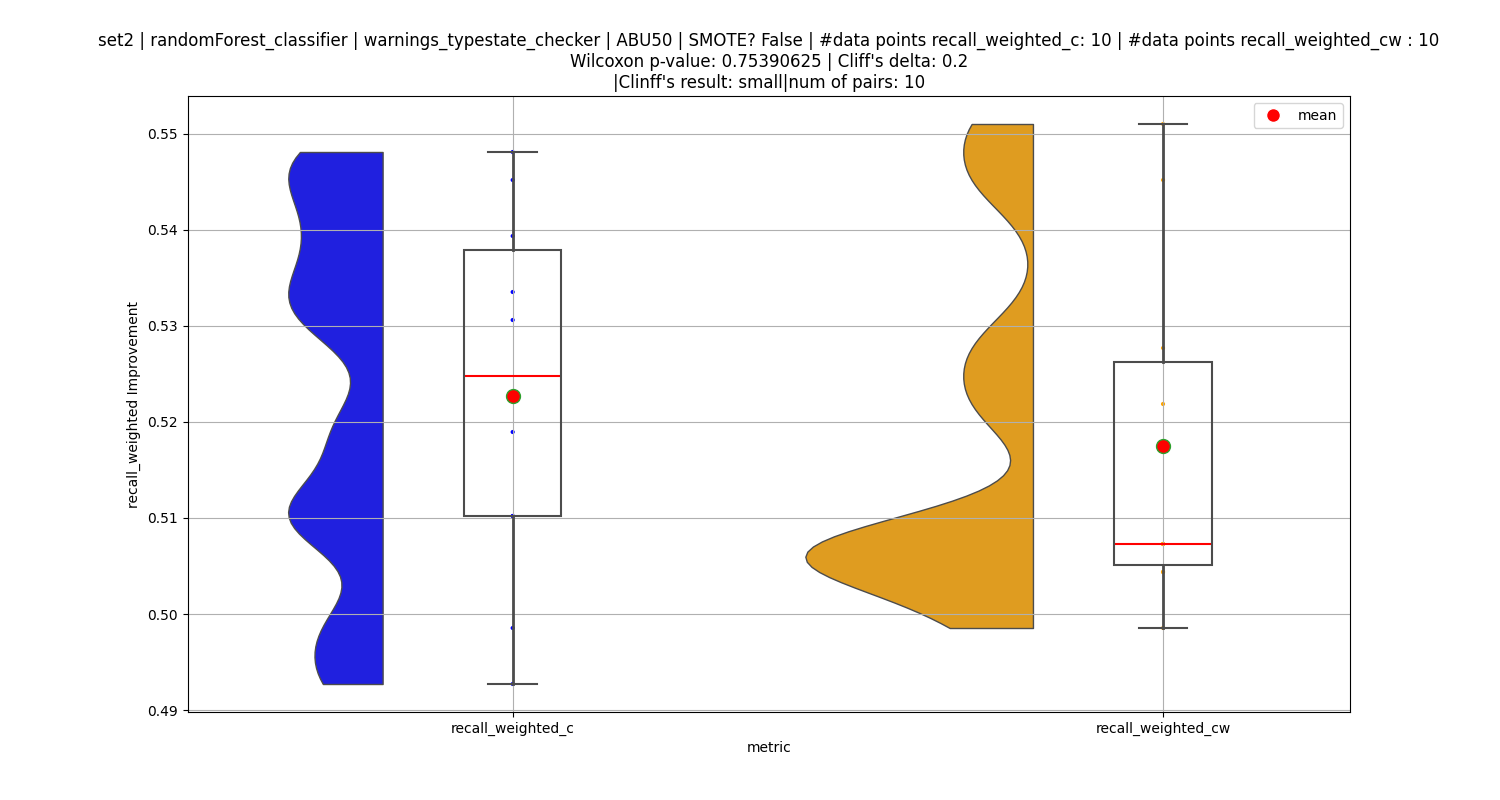 set2 | randomForest_classifier | warnings_typestate_checker | ABU50 | SMOTE? False | #data points recall_weighted_c: 10 | #data points recall_weighted_cw : 10
Wilcoxon p-value: 0.75390625 | Cliff's delta: 0.2
|Clinff's result: small|num of pairs: 10
mean
0.55
0.54
0.53
0.52
0.51
0.50
0.49
recall_weighted Improvement
recall_weighted_c
recall_weighted_cw
metric